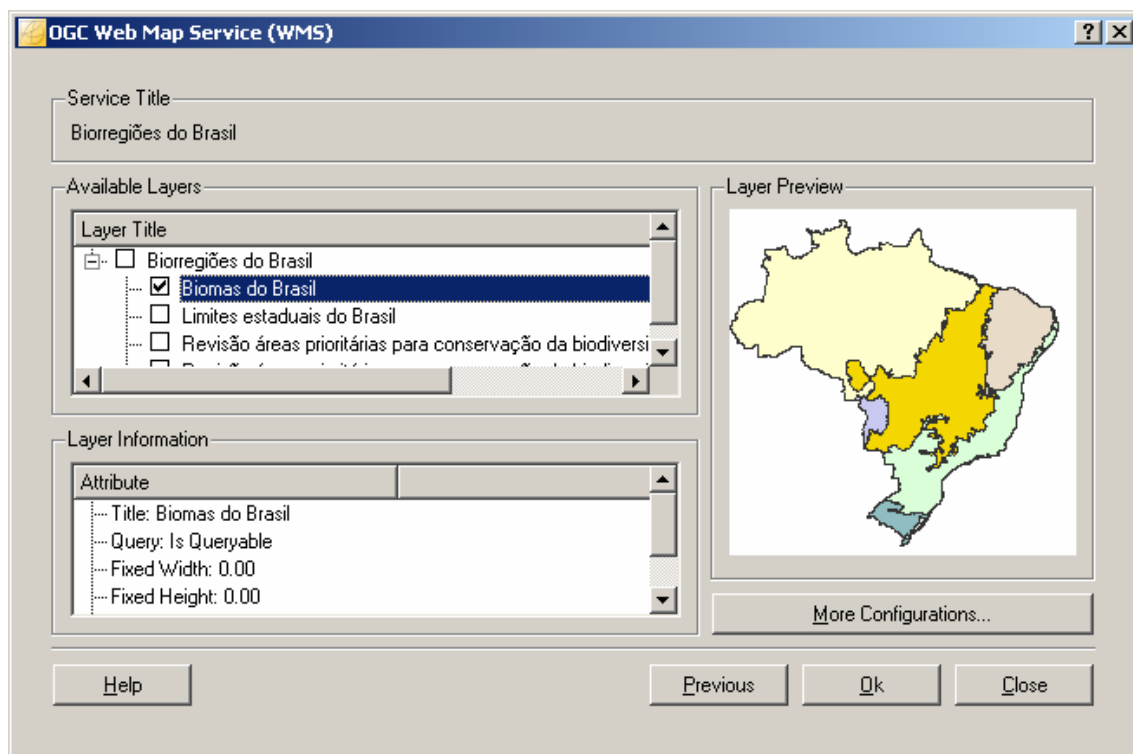 OGC Web Map Service (WMS)
Service Title
Biorregiões do Brasil
Available Layers
Layer Title
Biorregiões do Brasil
Biomas do Brasil
Limites estaduais do Brasil
Revisão áreas prioritárias para conservação da biodiversi
Layer Preview
Layer Information
Attribute
Title: Biomas do Brasil
Query: Is Queryable
Fixed Width: 0.00
Fixed Height: 0.00
More Configurations...
Help
Previous
Ok
Close